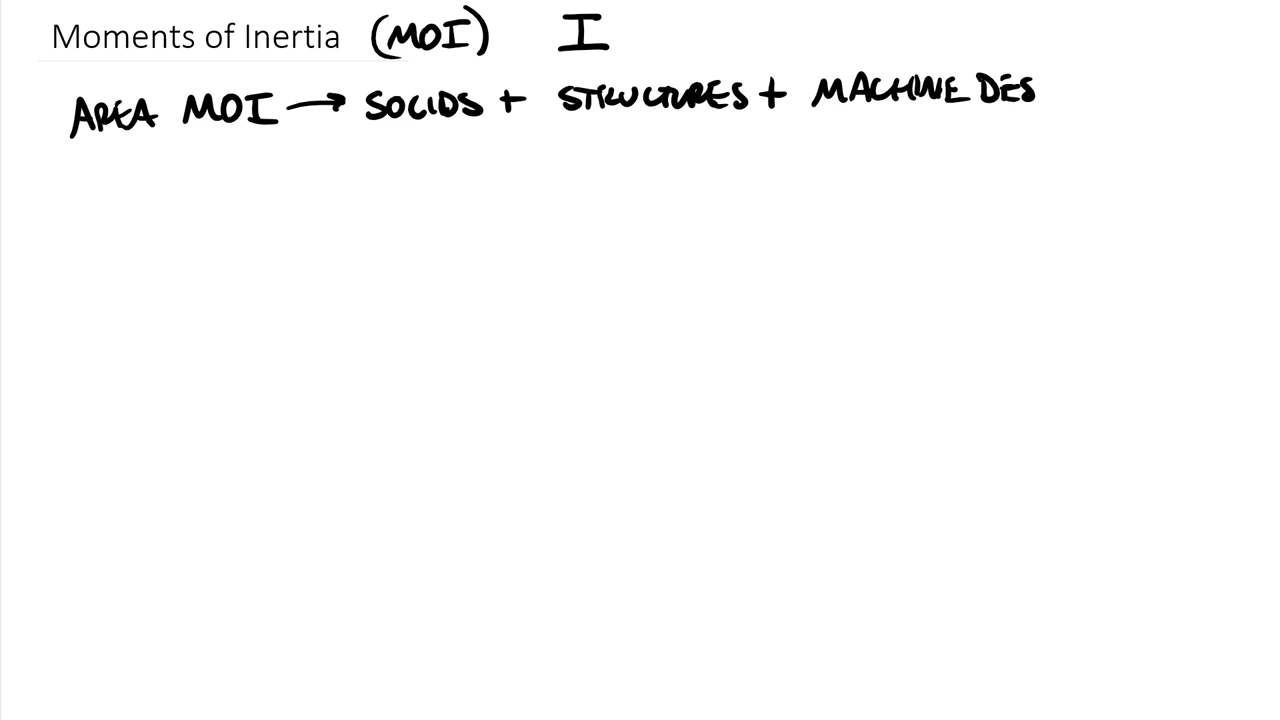 Moments of Inertia (MOI) I
AREA MOI → SOLIDS + STRUCTURES + MACHINE DES